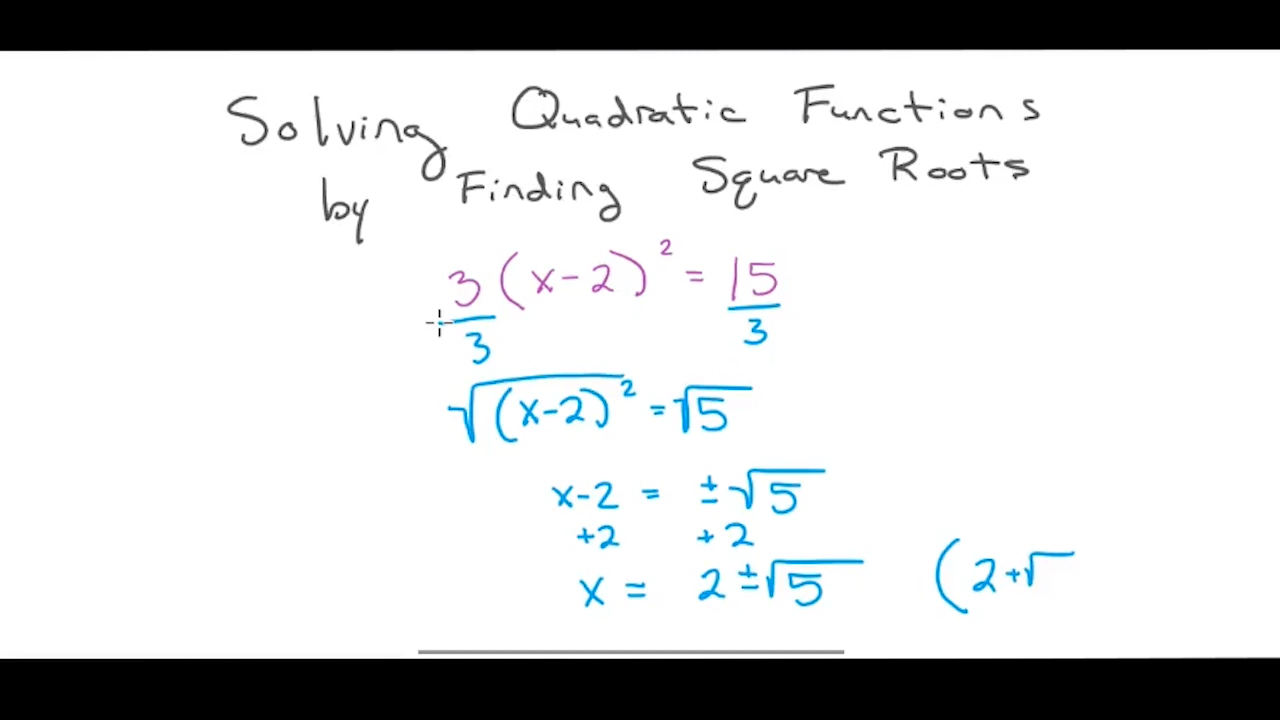 Solving Quadratic Functions
by Finding Square Roots
3(x-2)² = 15
3 3
√(x-2)² = √5
x-2 = ±√5
+2 +2
x = 2±√5 (2+√